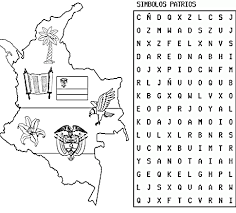 SIMBOLOS PATRIOS
C Ñ D Q X Z L C S J
O Z M W A D S Z U J
N X Z F E L X N V S
D A R E D N A B H I
O J X P I D C W F M
R L J Ñ U V O Q U B
K B G X Q W L V X O
E O P P R J O Y A L
K D A J O A M O I O
L U L X L R B N R S
V C M X B V I M T R
Y S A N O T A I A H
G E Q K E L G H P L
L J S X Q U A A R W
Q J X F T C V R N I